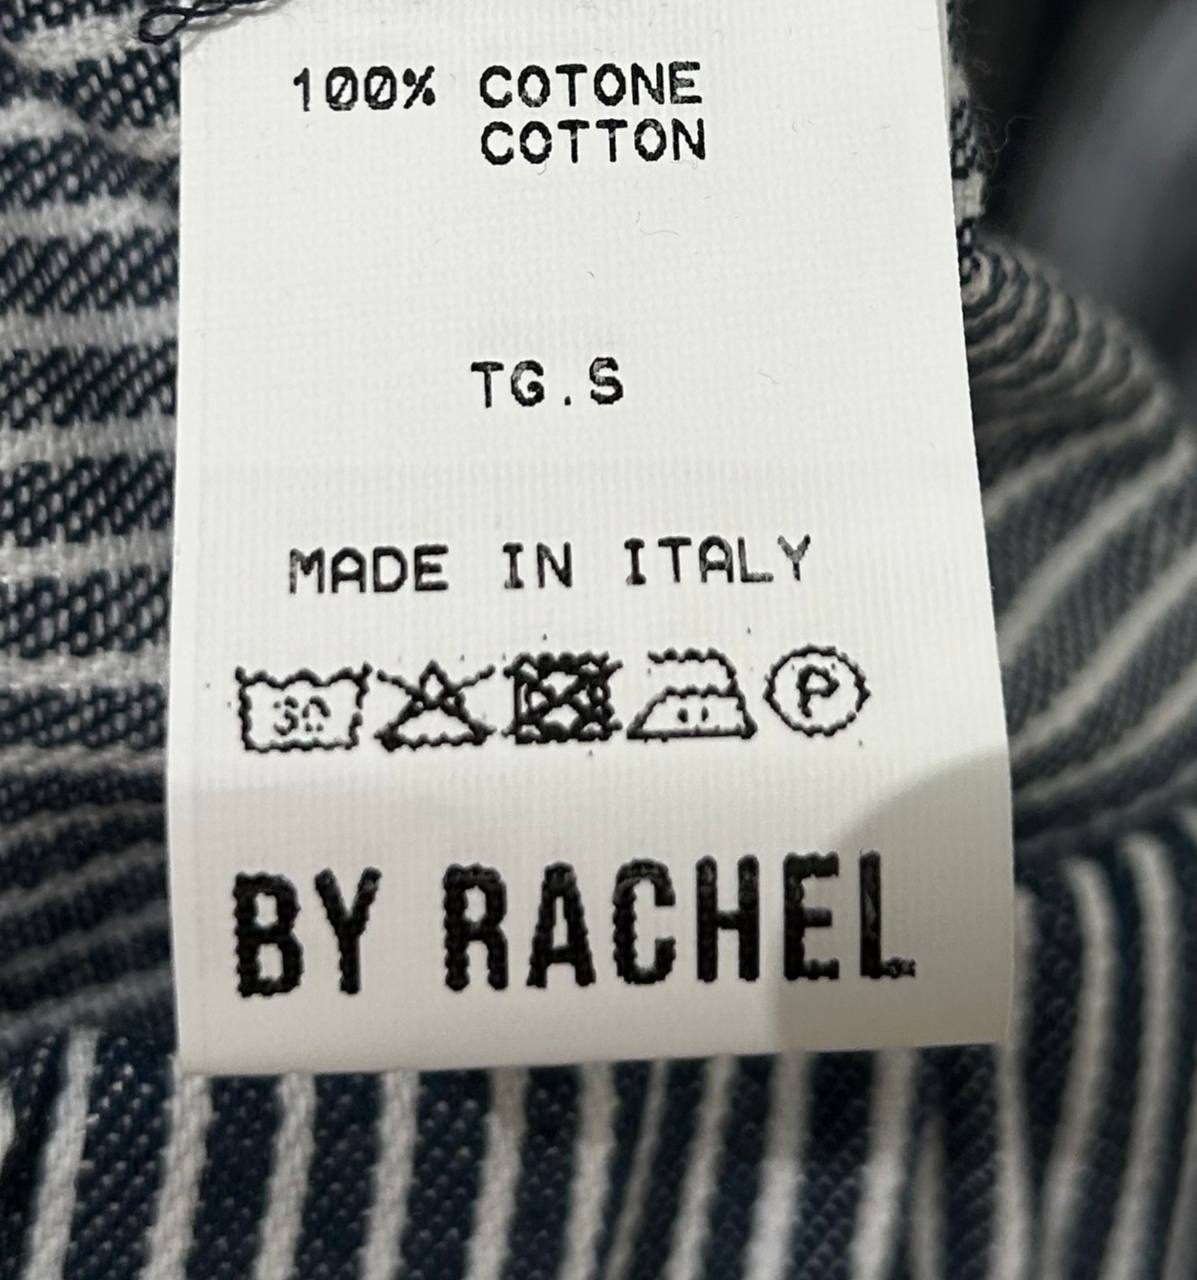 100% COTONE
COTTON
TG.S
MADE IN ITALY
30 P
BY RACHEL